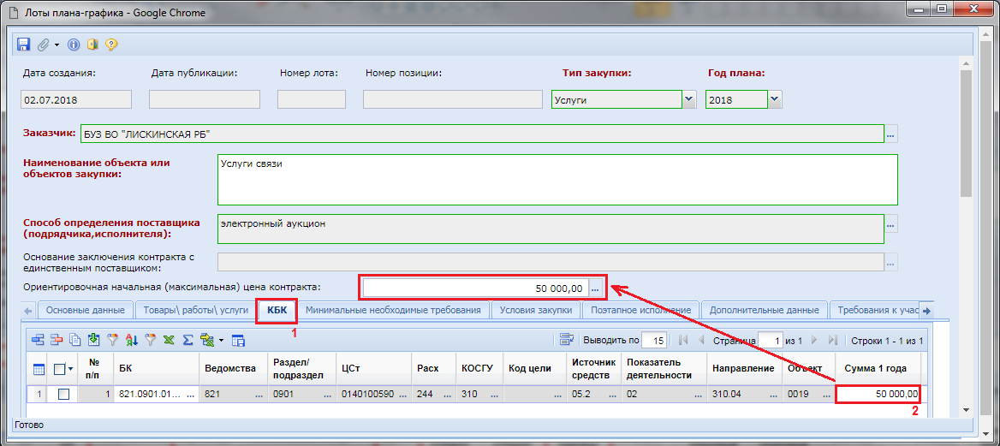 Лоты плана-графика - Google Chrome
Дата создания: Дата публикации: Номер лота: Номер позиции: Тип закупки: Год плана:
02.07.2018 Услуги 2018
Заказчик: БУЗ ВО "ЛИСКИНСКАЯ РБ" ...
Наименование объекта или
объектов закупки:
Услуги связи
Способ определения поставщика
(подрядчика,исполнителя):
электронный аукцион ...
Основание заключения контракта с
единственным поставщиком: ...
Ориентировочная начальная (максимальная) цена контракта: 50 000,00 ...
Основные данные Товары\ работы\ услуги КБК Минимальные необходимые требования Условия закупки Поэтапное исполнение Дополнительные данные Требования к учас
1
Выводить по 15 Страница 1 из 1 Строки 1 - 1 из 1
№
п/п БК Ведомства Раздел/
подраздел ЦСт Расх КОСГУ Код цели Источник
средств Показатель
деятельности Направление Объект Сумма 1 года
1 1 821.0901.01... ... 821 ... 0901 ... 0140100590 ... 244 ... 310 ... ... 05.2 ... 02 ... 310.04 ... 0019 ... 50 000,00
2
Готово